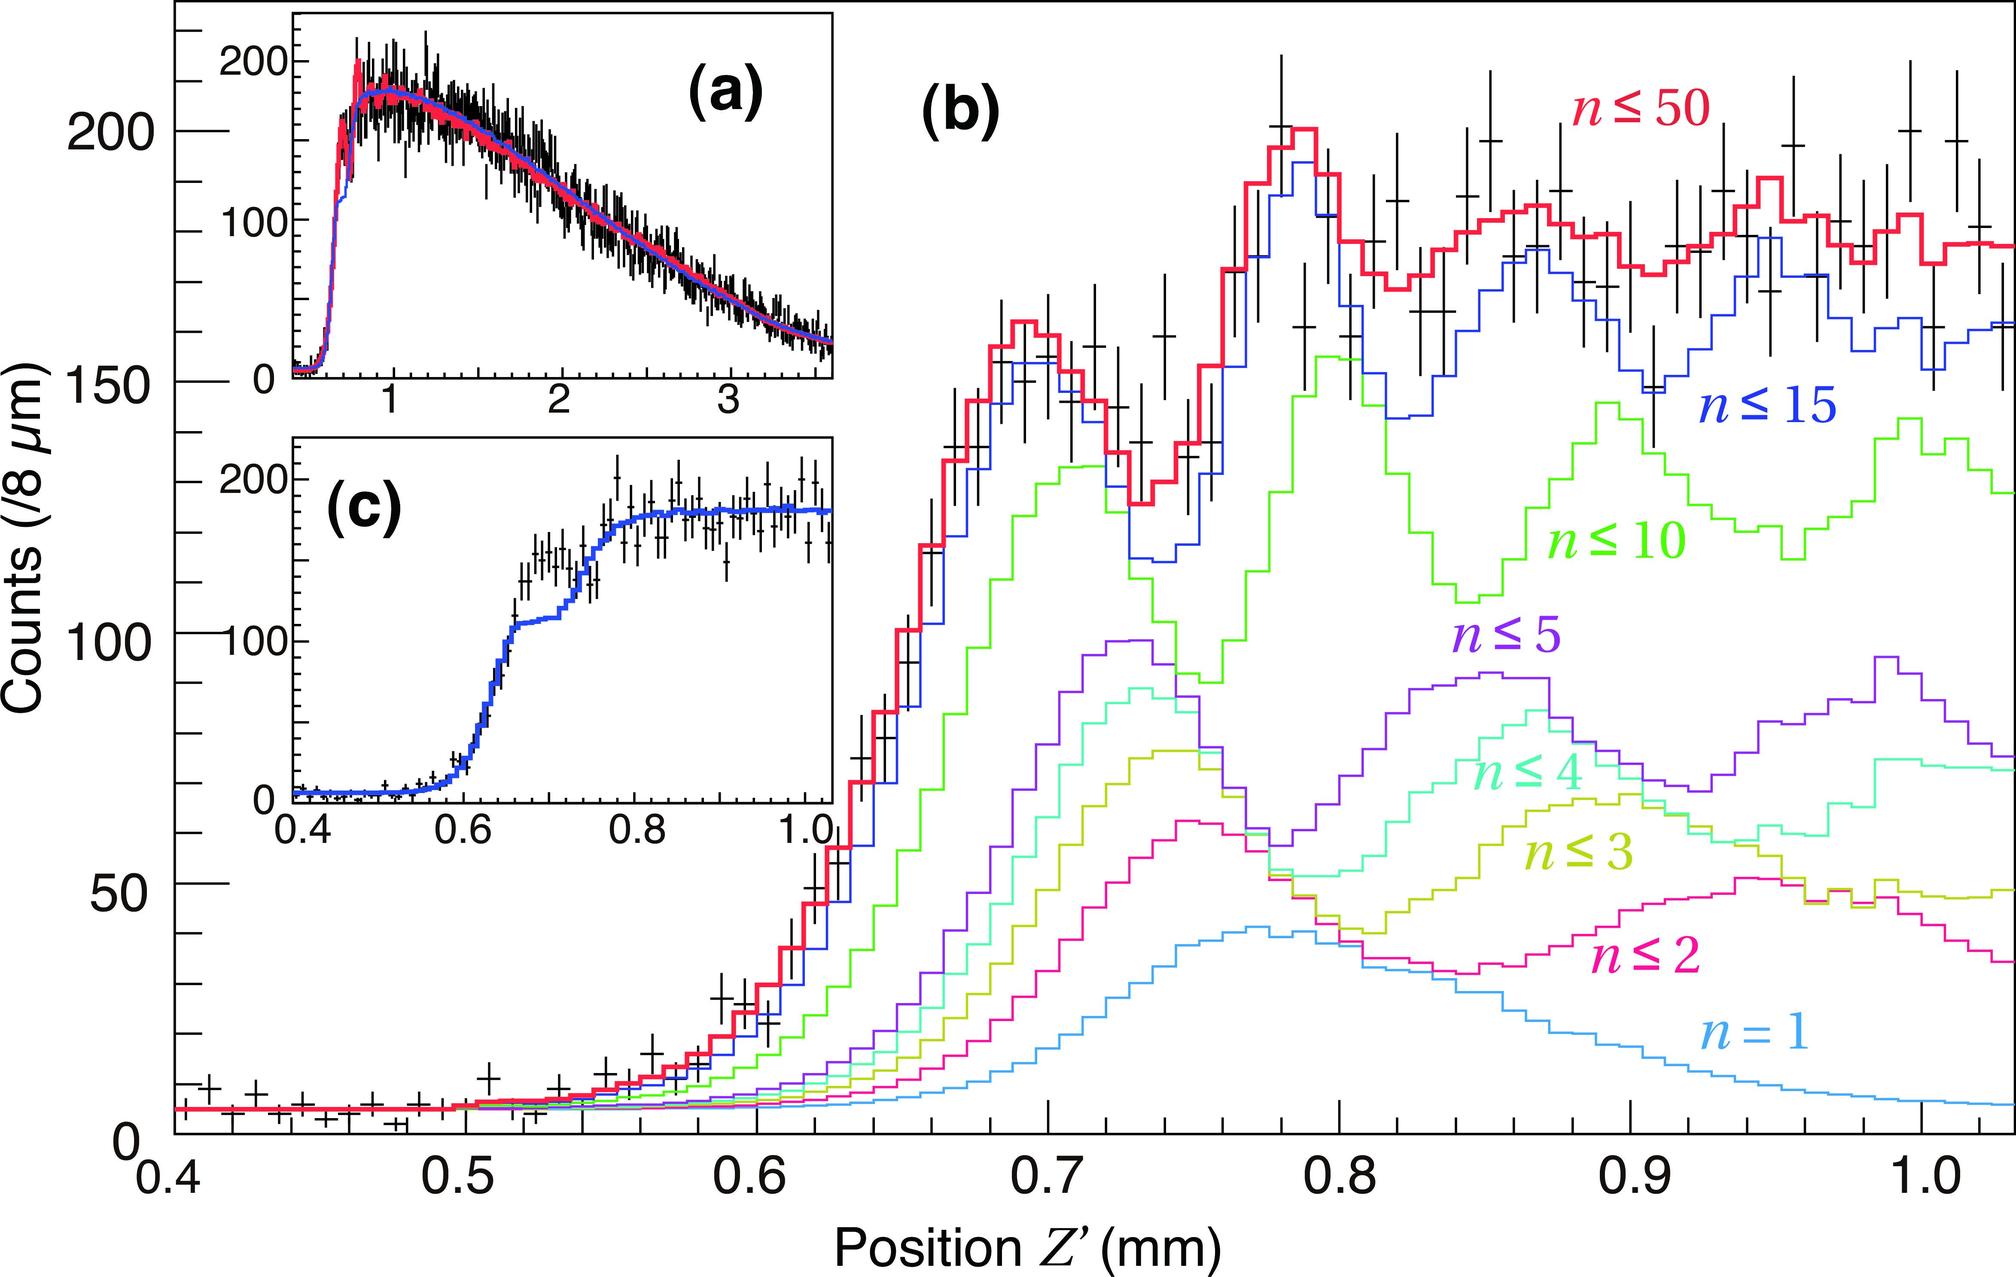 Counts (/8 μm)
200
150
100
50
0
(a)
200
100
0
1 2 3
(c)
200
100
0
0.4 0.6 0.8 1.0
(b)
n ≤ 50
n ≤ 15
n ≤ 10
n ≤ 5
n ≤ 4
n ≤ 3
n ≤ 2
n = 1
0.4 0.5 0.6 0.7 0.8 0.9 1.0
Position Z’ (mm)